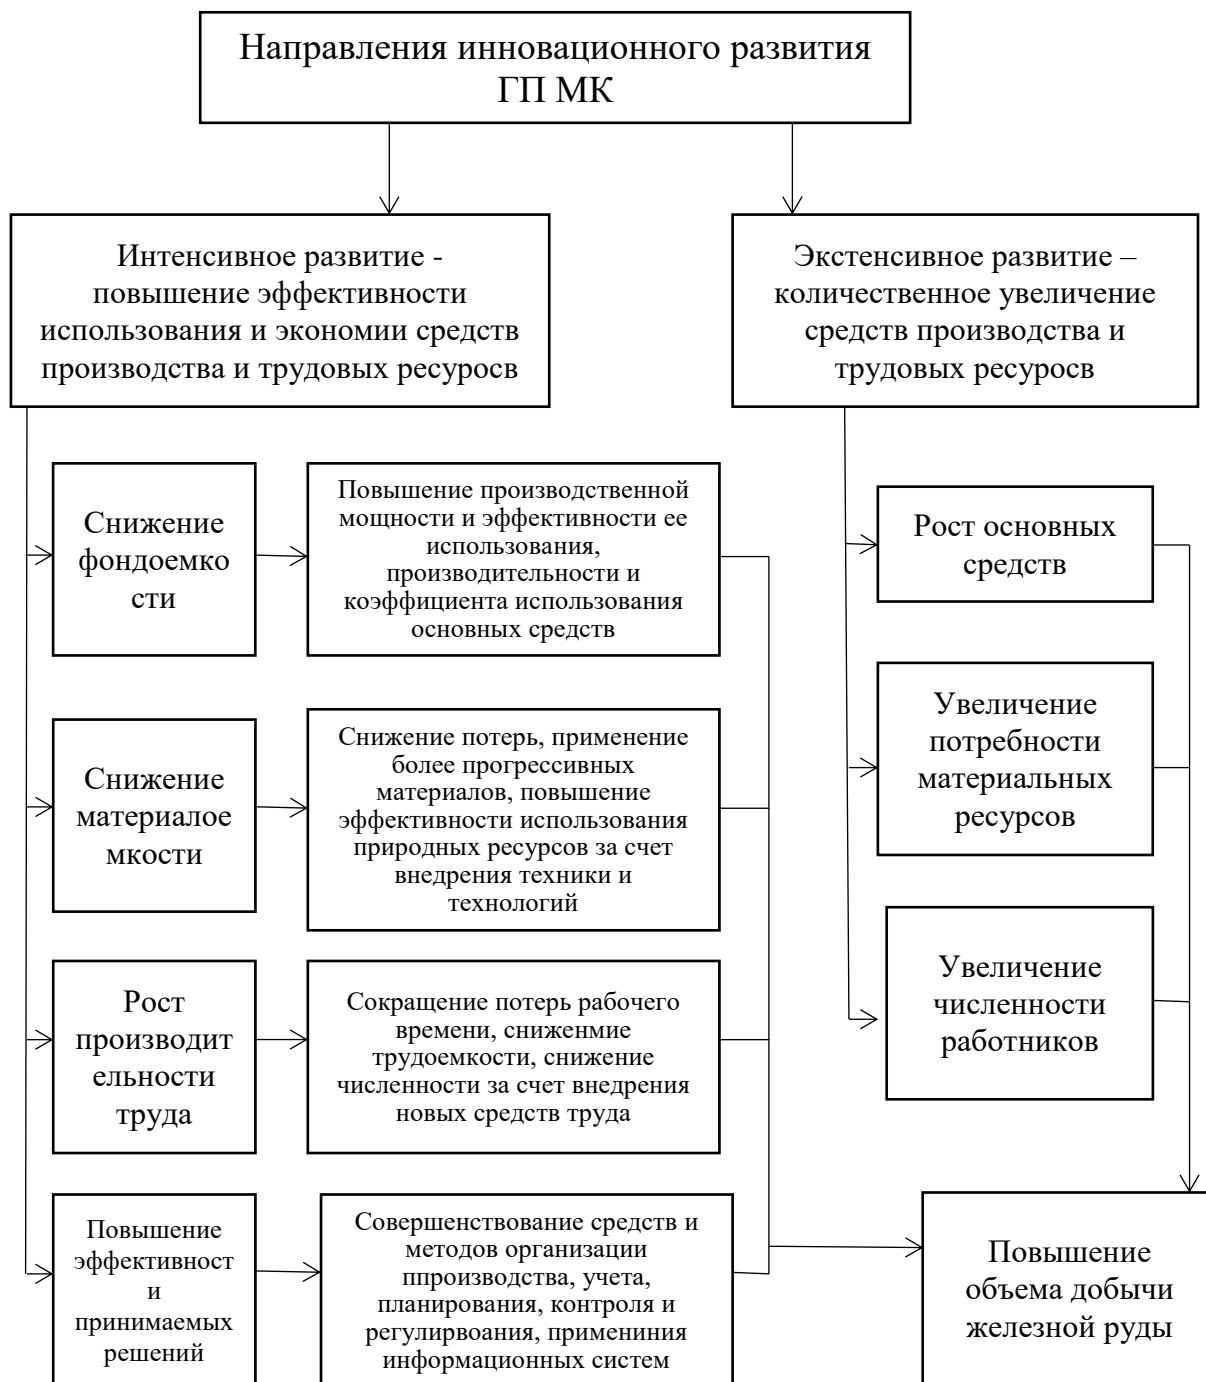 Направления инновационного развития
ГП МК
Интенсивное развитие -
повышение эффективности
использования и экономии средств
производства и трудовых ресуросв
Экстенсивное развитие –
количественное увеличение
средств производства и
трудовых ресуросв
Снижение
фондоемко
сти
Повышение производственной
мощности и эффективности ее
использования,
производительности и
коэффициента использования
основных средств
Рост основных
средств
Снижение
материалое
мкости
Снижение потерь, применение
более прогрессивных
материалов, повышение
эффективности использования
природных ресурсов за счет
внедрения техники и
технологий
Увеличение
потребности
материальных
ресурсов
Рост
производит
ельности
труда
Сокращение потерь рабочего
времени, сниженмие
трудоемкости, снижение
численности за счет внедрения
новых средств труда
Увеличение
численности
работников
Повышение
эффективност
и
принимаемых
решений
Совершенствование средств и
методов организации
ппроизводства, учета,
планирования, контроля и
регулирвоания, примениния
информационных систем
Повышение
объема добычи
железной руды